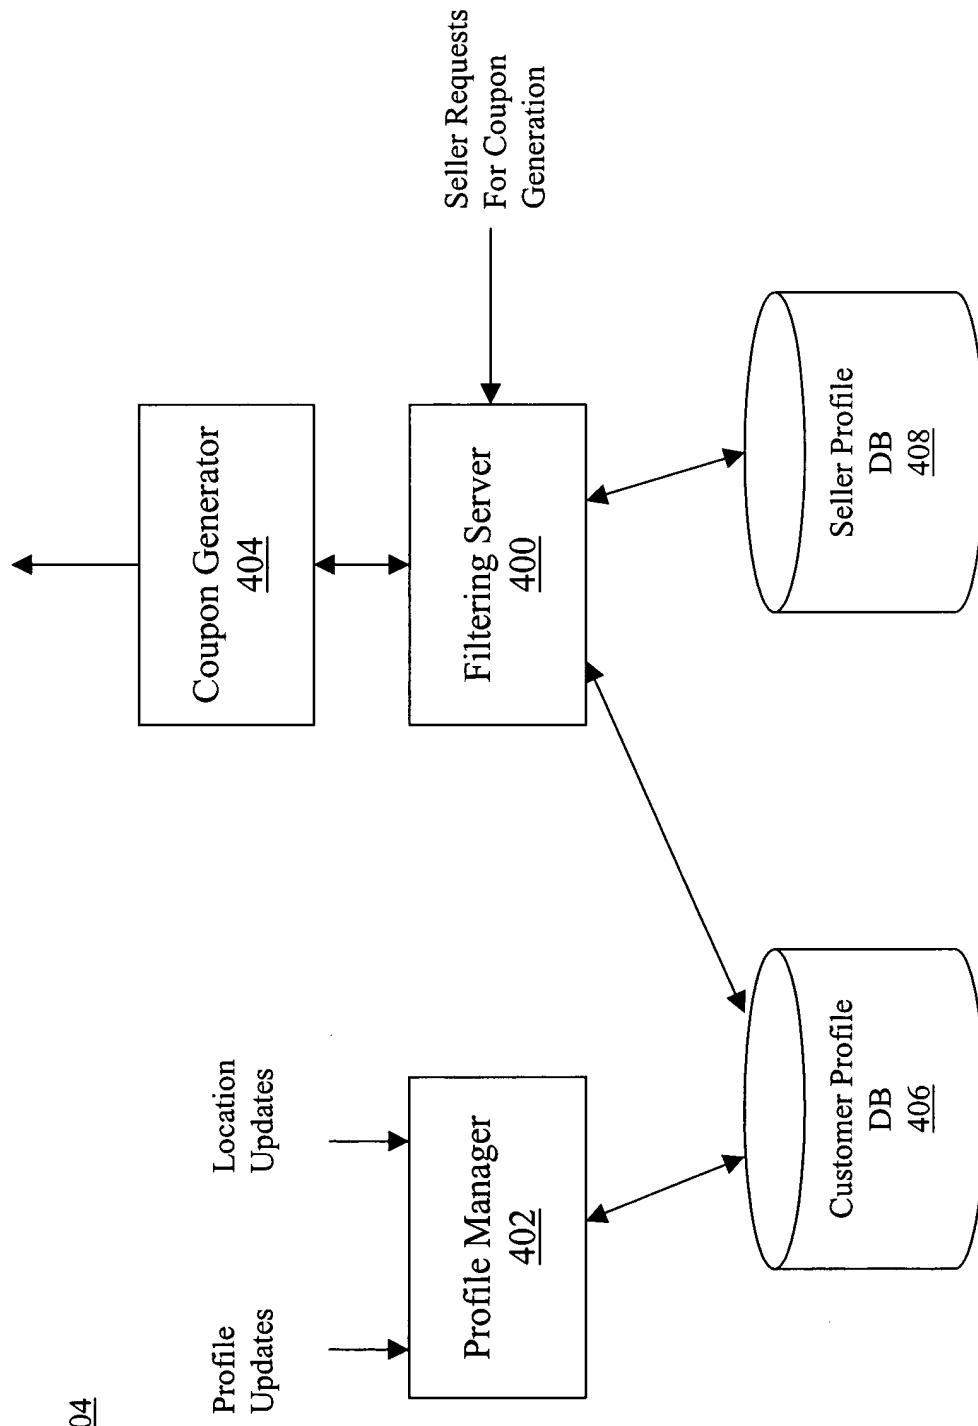 04
Profile
Updates
Location
Updates
Coupon Generator
404
Profile Manager
402
Filtering Server
400
Seller Requests
For Coupon
Generation
Customer Profile
DB
406
Seller Profile
DB
408